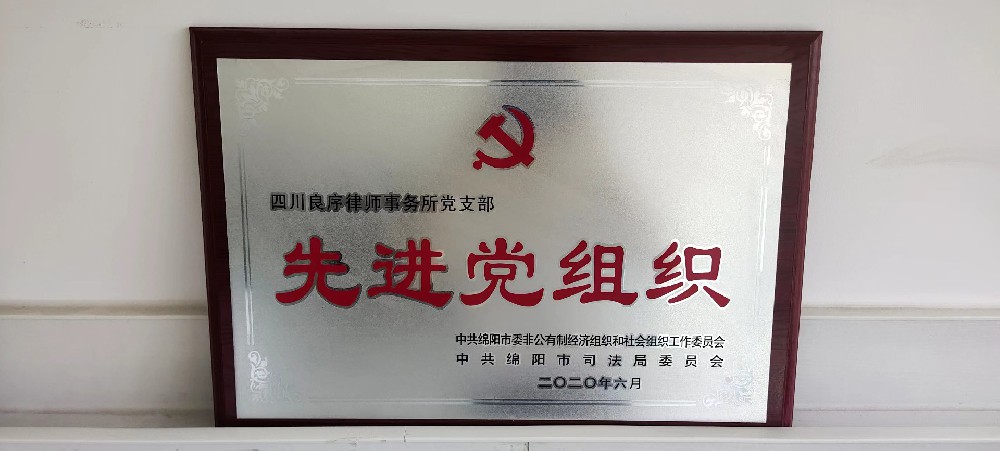 四川良序律师事务所党支部
先进党组织
中共绵阳市委非公有制经济组织和社会组织工作委员会
中共绵阳市司法局委员会
二〇二〇年六月